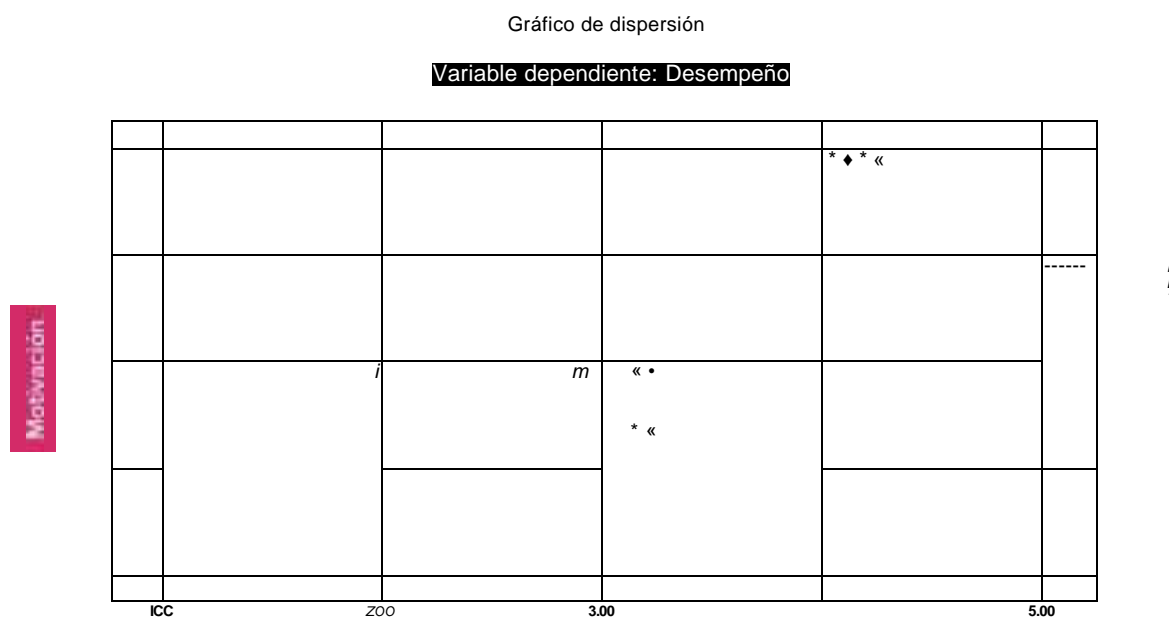 Gráfico de dispersión
Variable dependiente: Desempeño
* ♦ * «
------
Motivación
i
m
« •
* «
ICC
ZOO
3.00
5.00